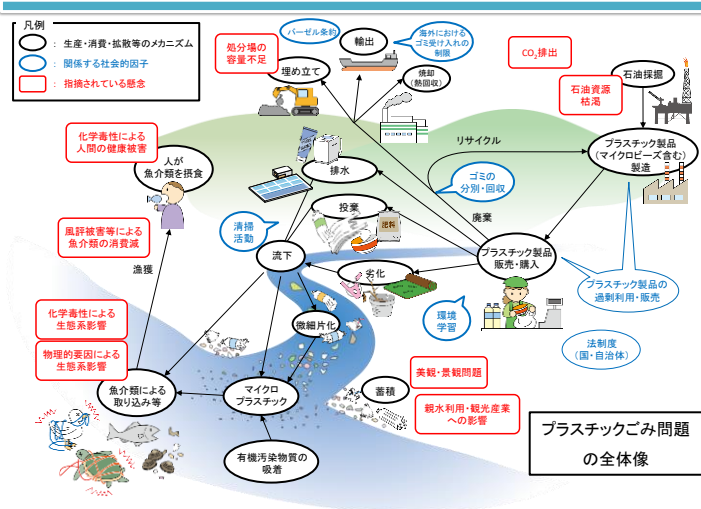 凡例
： 生産・消費・拡散等のメカニズム
： 関係する社会的因子
： 指摘されている懸念
処分場の
容量不足
バーゼル条約
輸出
海外における
ゴミ受け入れの
制限
CO2排出
埋め立て
焼却
(熱回収)
石油採掘
石油資源
枯渇
化学毒性による
人間の健康被害
人が
魚介類を摂食
リサイクル
プラスチック製品
(マイクロビーズ含む)
製造
排水
ゴミの
分別・回収
投棄
肥料
廃棄
風評被害等による
魚介類の消費減
清掃
活動
漁獲
流下
劣化
プラスチック製品
販売・購入
プラスチック製品の
過剰利用・販売
化学毒性による
生態系影響
微細片化
環境
学習
法制度
(国・自治体)
物理的要因による
生態系影響
美観・景観問題
魚介類による
取り込み等
マイクロ
プラスチック
蓄積
親水利用・観光産業
への影響
有機汚染物質の
吸着
プラスチックごみ問題
の全体像